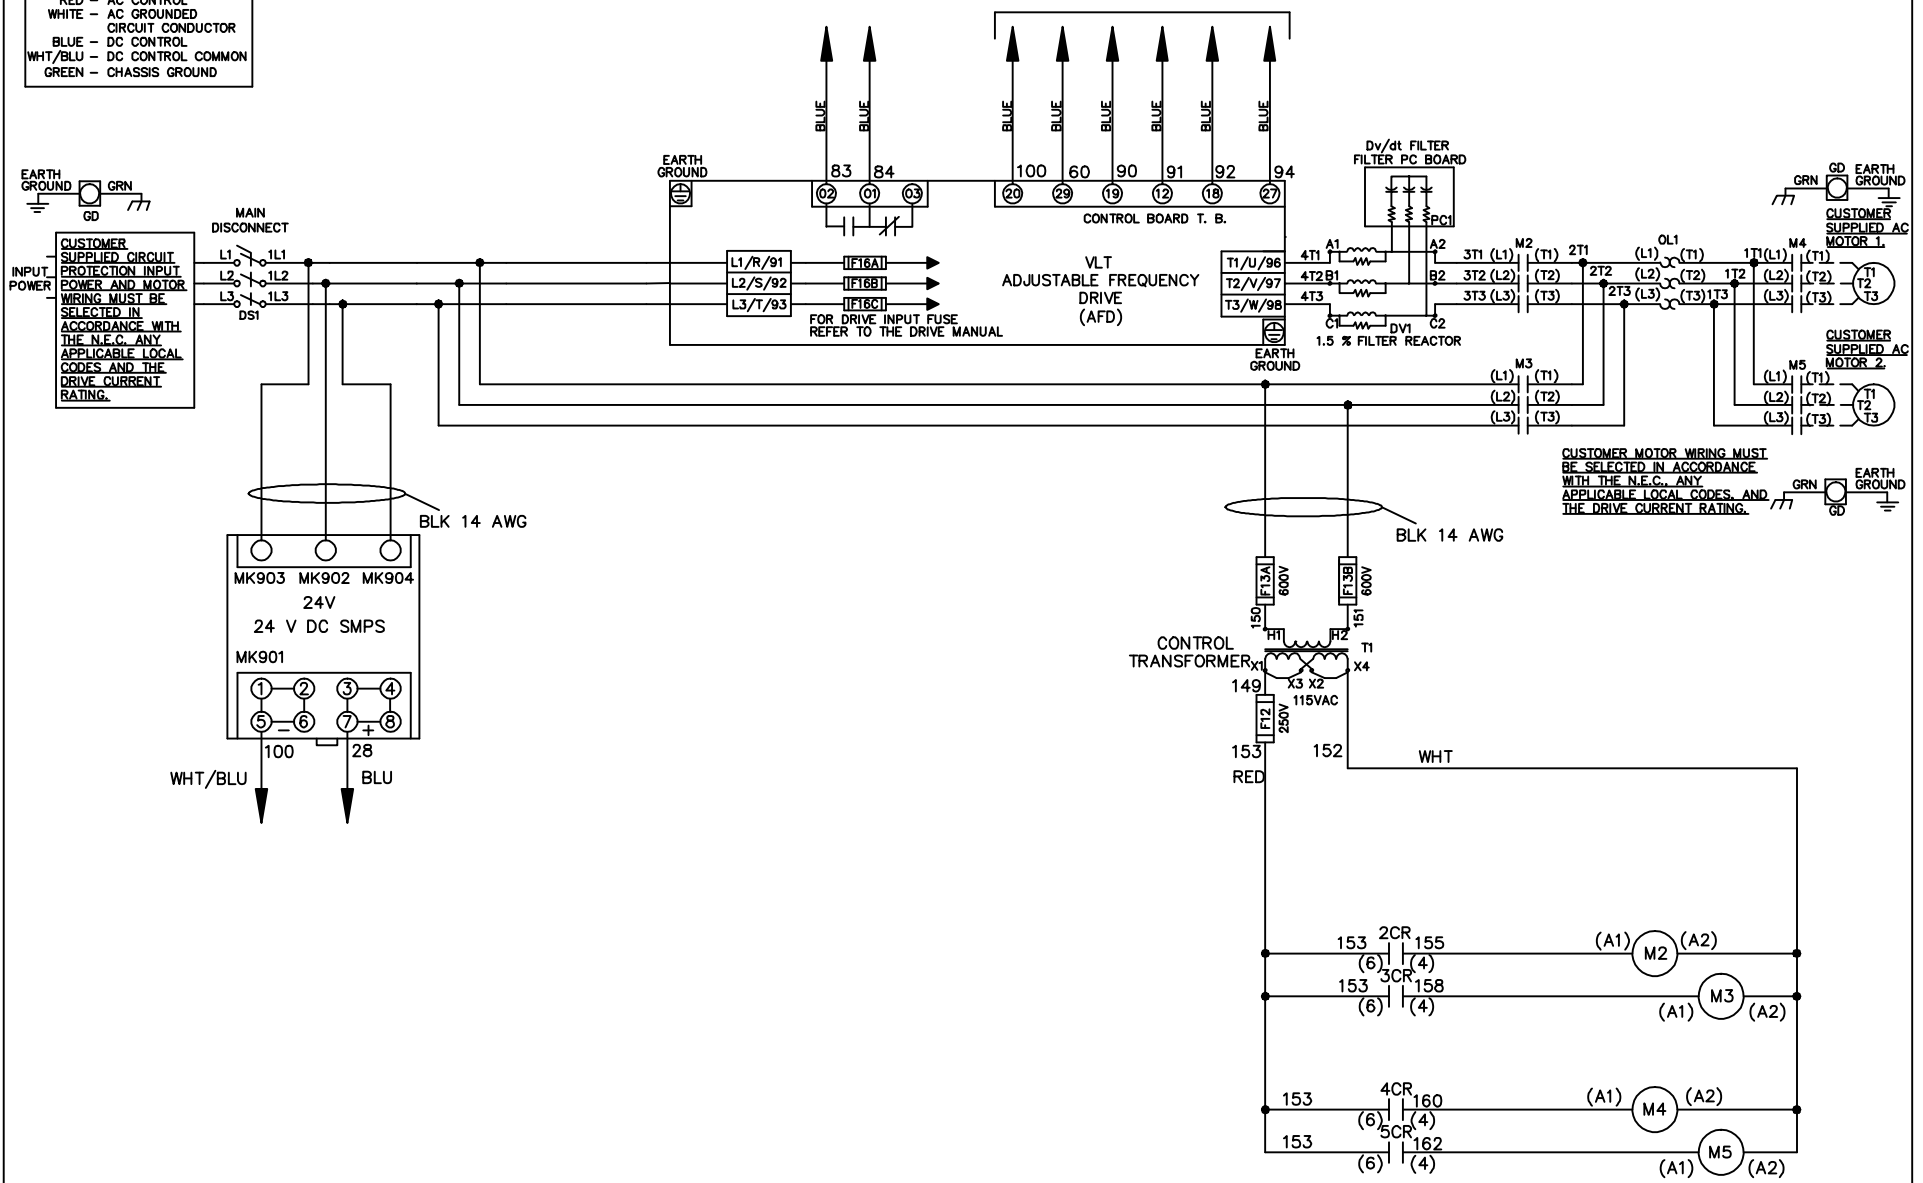 RED – AC CONTROL
WHITE – AC GROUNDED
CIRCUIT CONDUCTOR
BLUE – DC CONTROL
WHT/BLU – DC CONTROL COMMON
GREEN – CHASSIS GROUND
BLUE
BLUE
BLUE
BLUE
BLUE
BLUE
BLUE
BLUE
EARTH
GROUND
GRN
GD
MAIN
DISCONNECT
INPUT
POWER
CUSTOMER
SUPPLIED CIRCUIT
PROTECTION INPUT
POWER AND MOTOR
WIRING MUST BE
SELECTED IN
ACCORDANCE WITH
THE N.E.C. ANY
APPLICABLE LOCAL
CODES AND THE
DRIVE CURRENT
RATING.
L1 1L1
L2 1L2
L3 1L3
DS1
EARTH
GROUND
83 84
02 01 03
100 60 90 91 92 94
20 29 19 12 18 27
CONTROL BOARD T. B.
L1/R/91
L2/S/92
L3/T/93
F16A
F16B
F16C
FOR DRIVE INPUT FUSE
REFER TO THE DRIVE MANUAL
VLT
ADJUSTABLE FREQUENCY
DRIVE
(AFD)
T1/U/96
T2/V/97
T3/W/98
EARTH
GROUND
Dv/dt FILTER
FILTER PC BOARD
PC1
4T1 A1 A2
4T2 B1 B2
4T3
C1 C2
DV1
1.5 % FILTER REACTOR
M2
3T1 (L1) (T1) 2T1
3T2 (L2) (T2) 2T2
3T3 (L3) (T3) 2T3
OL1
(L1) (T1) 1T1
(L2) (T2) 1T2
(L3) (T3) 1T3
M4
(L1) (T1)
(L2) (T2)
(L3) (T3)
T1
T2
T3
GRN
GD
EARTH
GROUND
CUSTOMER
SUPPLIED AC
MOTOR 1.
CUSTOMER
SUPPLIED AC
MOTOR 2.
M3
(L1) (T1)
(L2) (T2)
(L3) (T3)
M5
(L1) (T1)
(L2) (T2)
(L3) (T3)
T1
T2
T3
CUSTOMER MOTOR WIRING MUST
BE SELECTED IN ACCORDANCE
WITH THE N.E.C., ANY
APPLICABLE LOCAL CODES, AND
THE DRIVE CURRENT RATING.
GRN
GD
EARTH
GROUND
BLK 14 AWG
MK903 MK902 MK904
24V
24 V DC SMPS
MK901
1 2 3 4
5 6 7 8
– +
100 28
WHT/BLU BLU
BLK 14 AWG
F13A
600V
F13B
600V
150
151
H1 H2
T1
CONTROL
TRANSFORMER
X1 X4
X3 X2
115VAC
149
F12
250V
153
RED
152
WHT
2CR
153 155
(6) (4)
(A1) M2 (A2)
3CR
153 158
(6) (4)
(A1) M3 (A2)
4CR
153 160
(6) (4)
(A1) M4 (A2)
5CR
153 162
(6) (4)
(A1) M5 (A2)